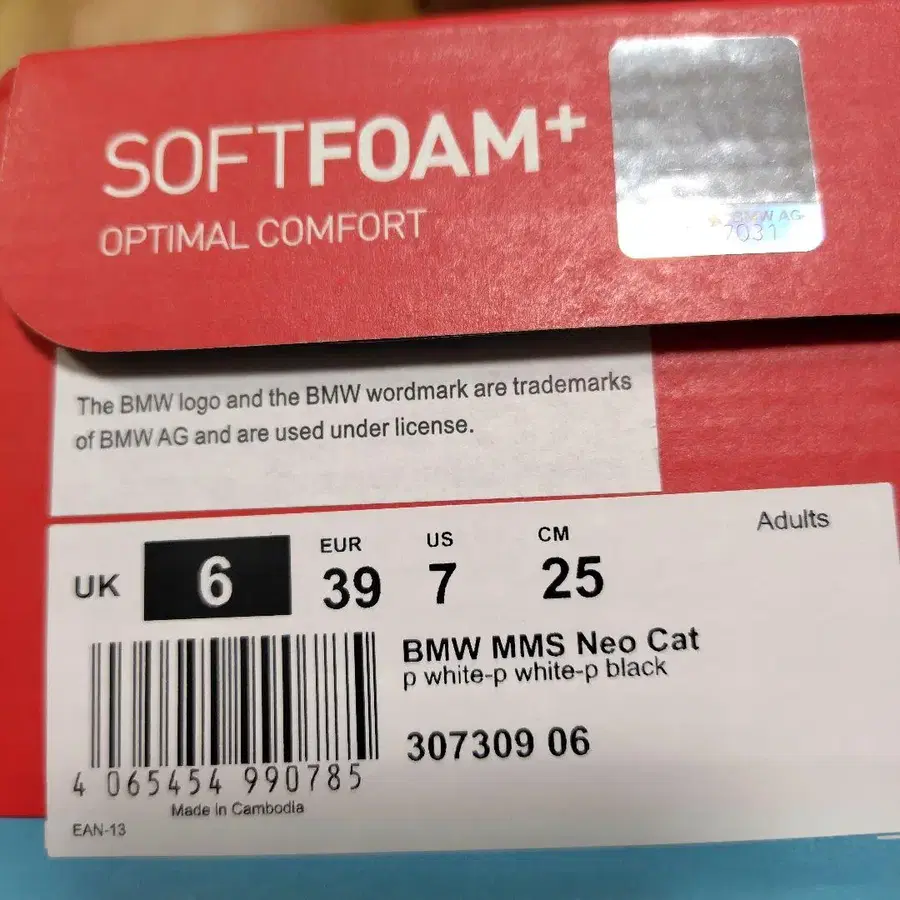 SOFTFOAM+
OPTIMAL COMFORT
BMW AG
7031
The BMW logo and the BMW wordmark are trademarks
of BMW AG and are used under license.
Adults
EUR US CM
UK 6 39 7 25
BMW MMS Neo Cat
p white-p white-p black
307309 06
4 065454 990785
Made in Cambodia
EAN-13